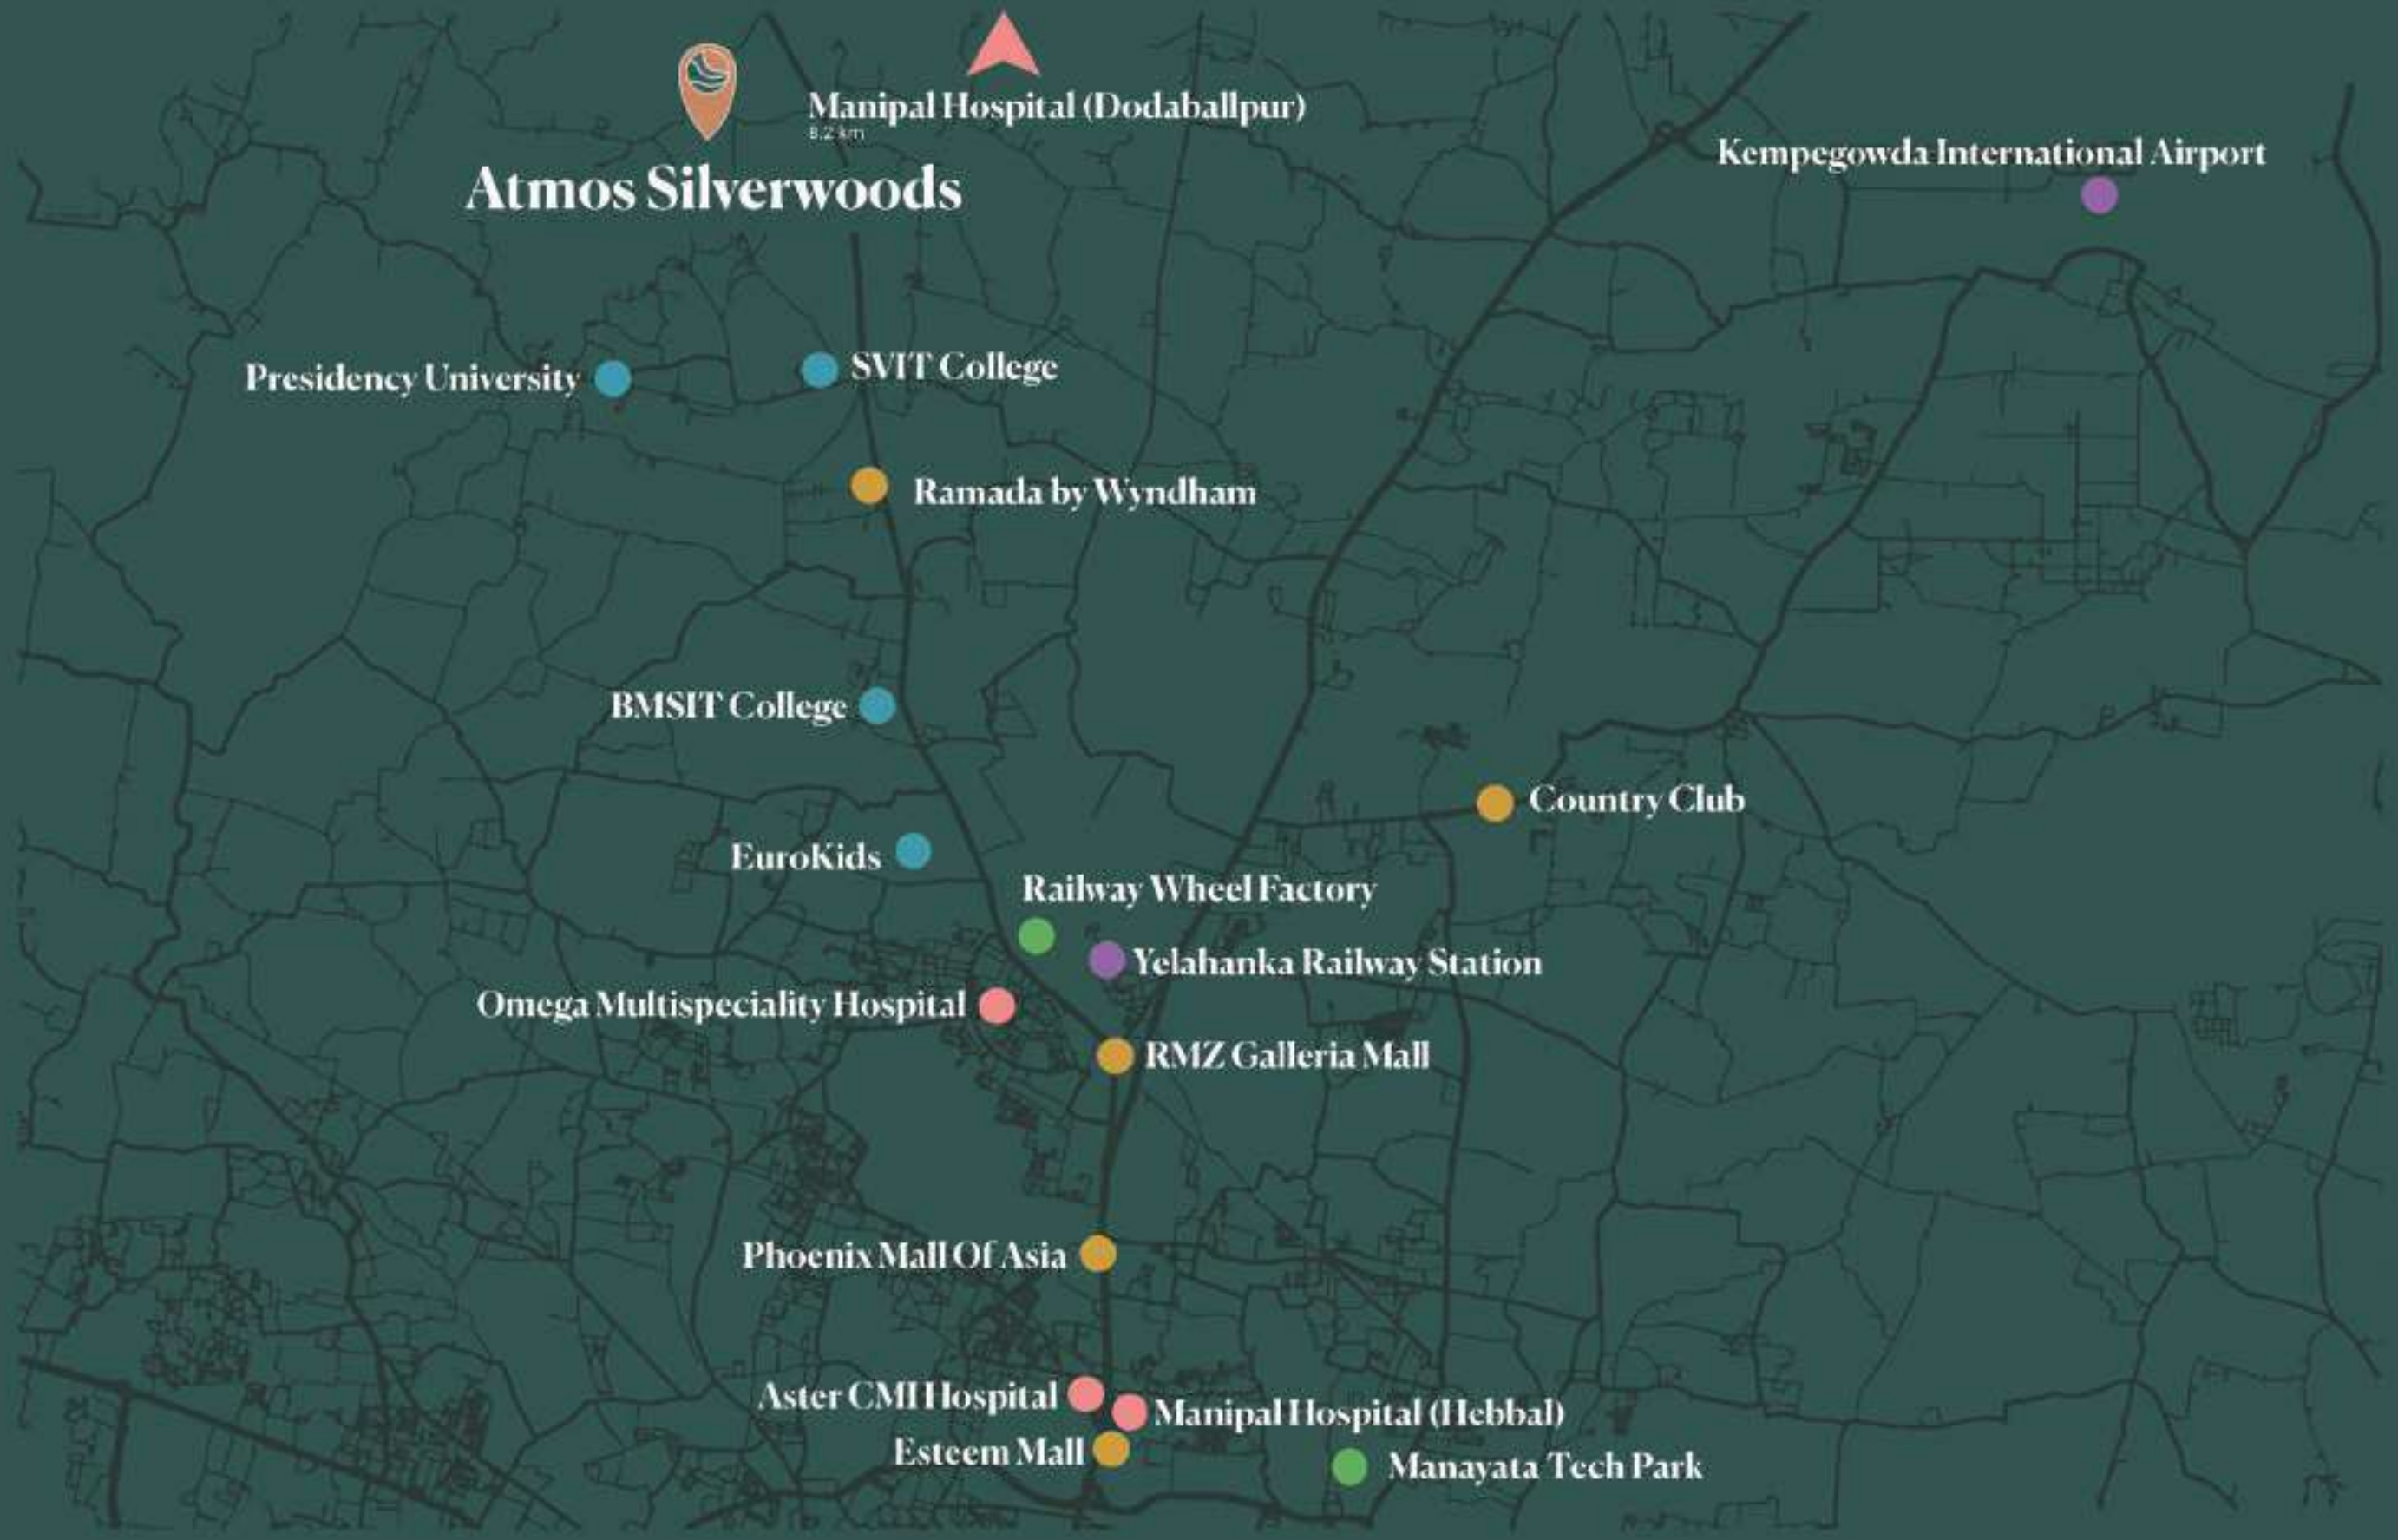 Manipal Hospital (Dodaballpur)
8.2 km
Atmos Silverwoods
Kempegowda International Airport
Presidency University
SVIT College
Ramada by Wyndham
BMSIT College
Country Club
EuroKids
Railway Wheel Factory
Yelahanka Railway Station
Omega Multispeciality Hospital
RMZ Galleria Mall
Phoenix Mall Of Asia
Aster CMI Hospital
Manipal Hospital (Hebbal)
Esteem Mall
Manayata Tech Park